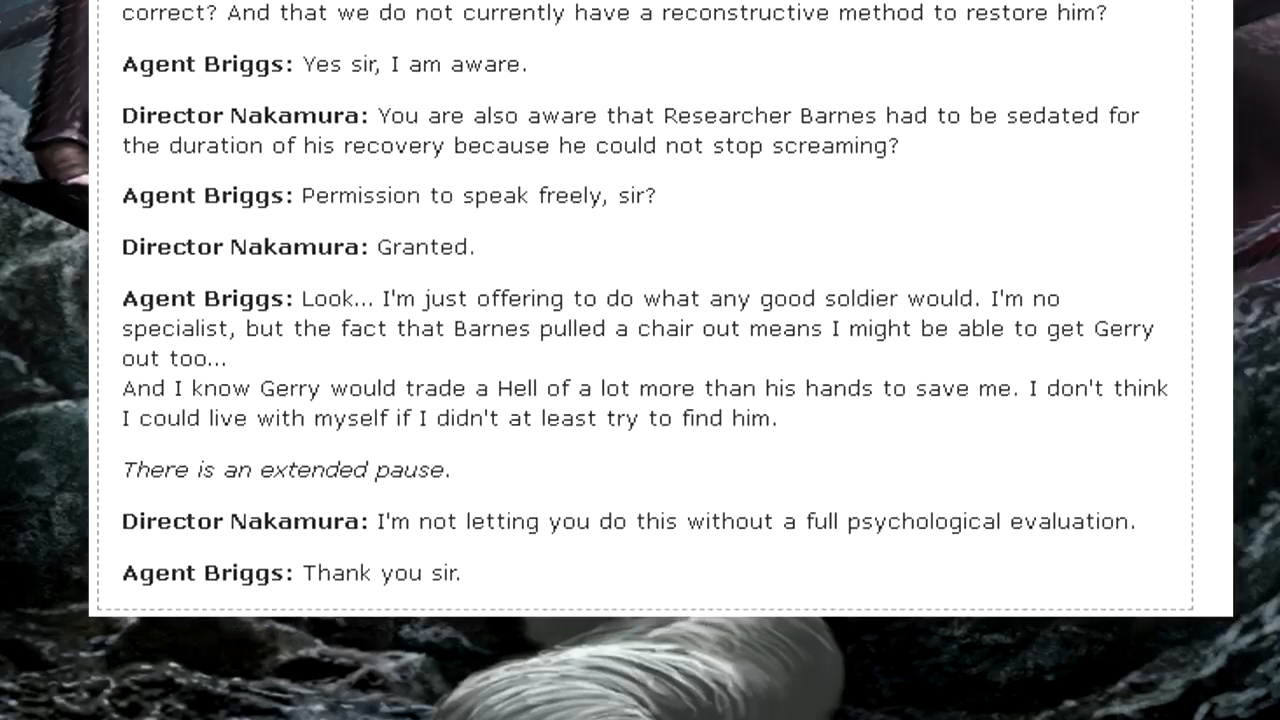 correct? And that we do not currently have a reconstructive method to restore him?
Agent Briggs: Yes sir, I am aware.
Director Nakamura: You are also aware that Researcher Barnes had to be sedated for
the duration of his recovery because he could not stop screaming?
Agent Briggs: Permission to speak freely, sir?
Director Nakamura: Granted.
Agent Briggs: Look... I'm just offering to do what any good soldier would. I'm no
specialist, but the fact that Barnes pulled a chair out means I might be able to get Gerry
out too...
And I know Gerry would trade a Hell of a lot more than his hands to save me. I don't think
I could live with myself if I didn't at least try to find him.
There is an extended pause.
Director Nakamura: I'm not letting you do this without a full psychological evaluation.
Agent Briggs: Thank you sir.